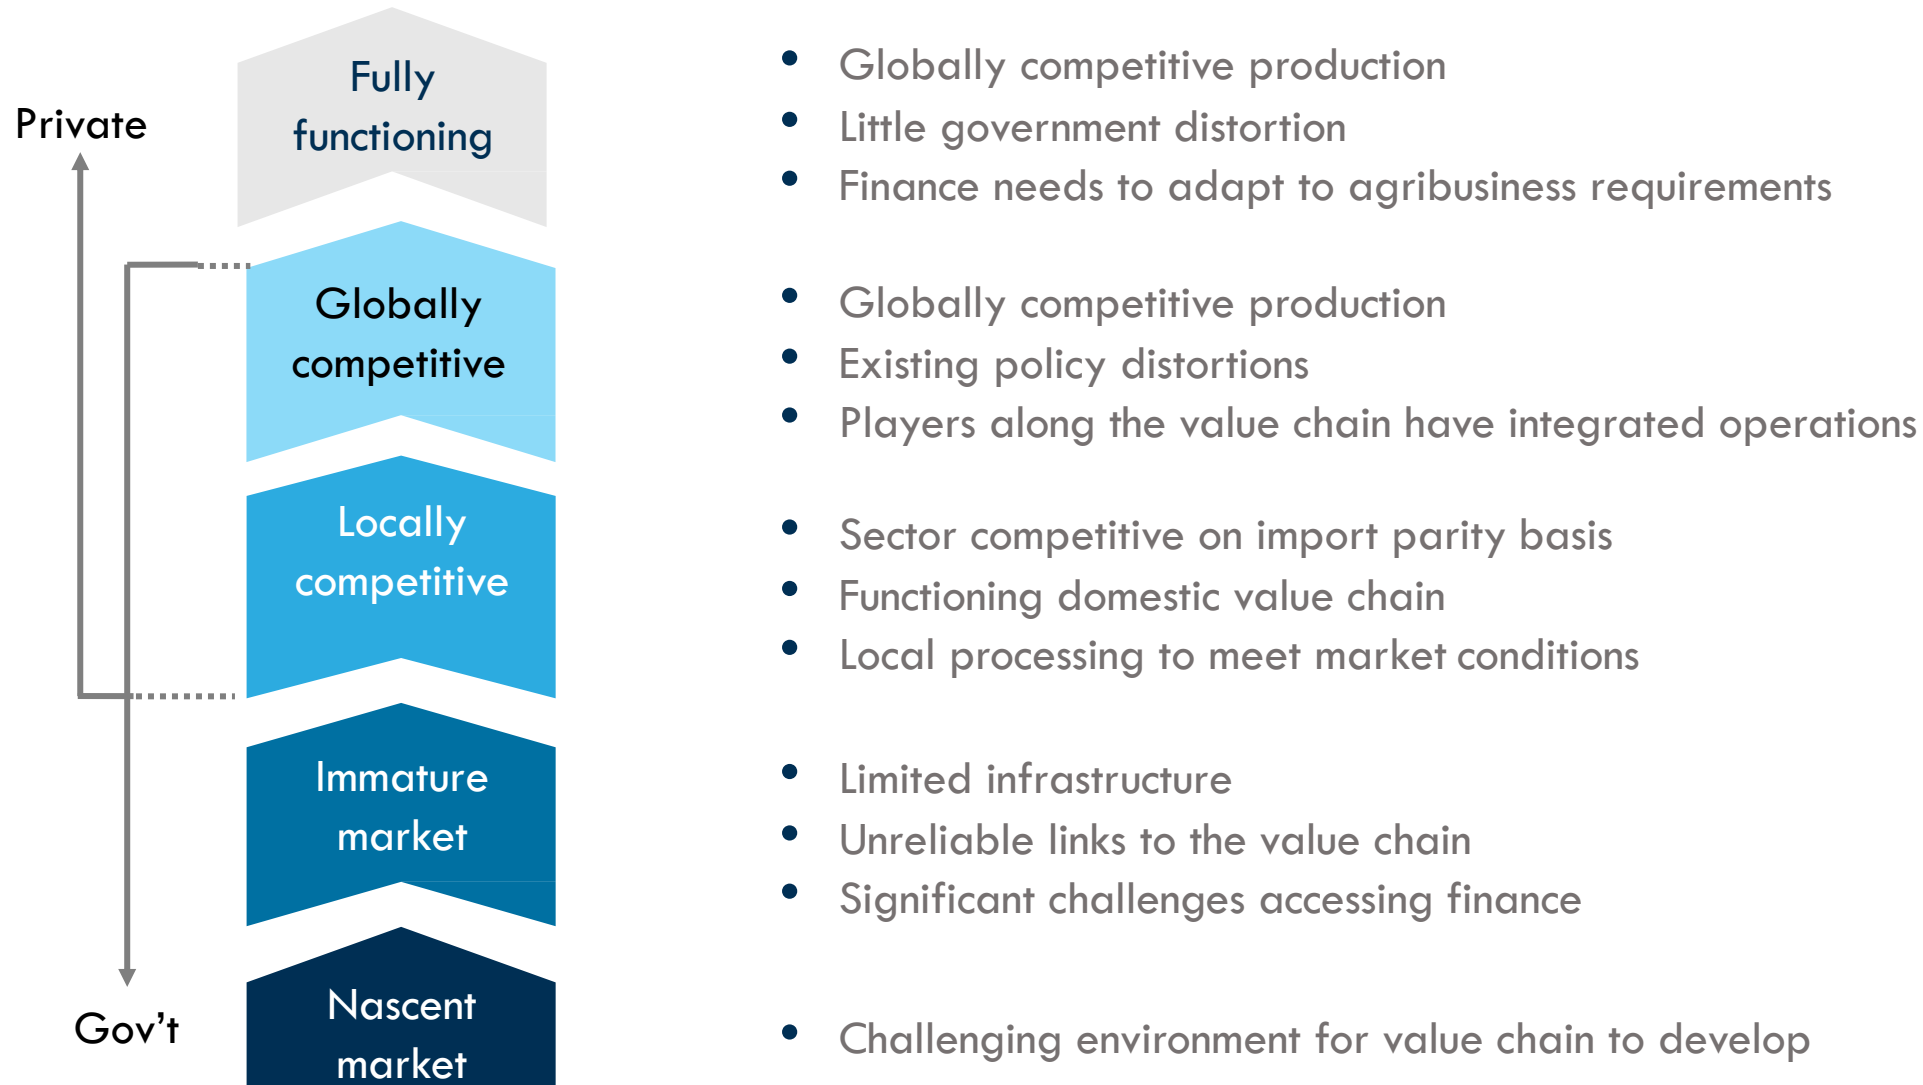 Private
Gov't
Fully
functioning
• Globally competitive production
• Little government distortion
• Finance needs to adapt to agribusiness requirements
Globally
competitive
• Globally competitive production
• Existing policy distortions
• Players along the value chain have integrated operations
Locally
competitive
• Sector competitive on import parity basis
• Functioning domestic value chain
• Local processing to meet market conditions
Immature
market
• Limited infrastructure
• Unreliable links to the value chain
• Significant challenges accessing finance
Nascent
market
• Challenging environment for value chain to develop